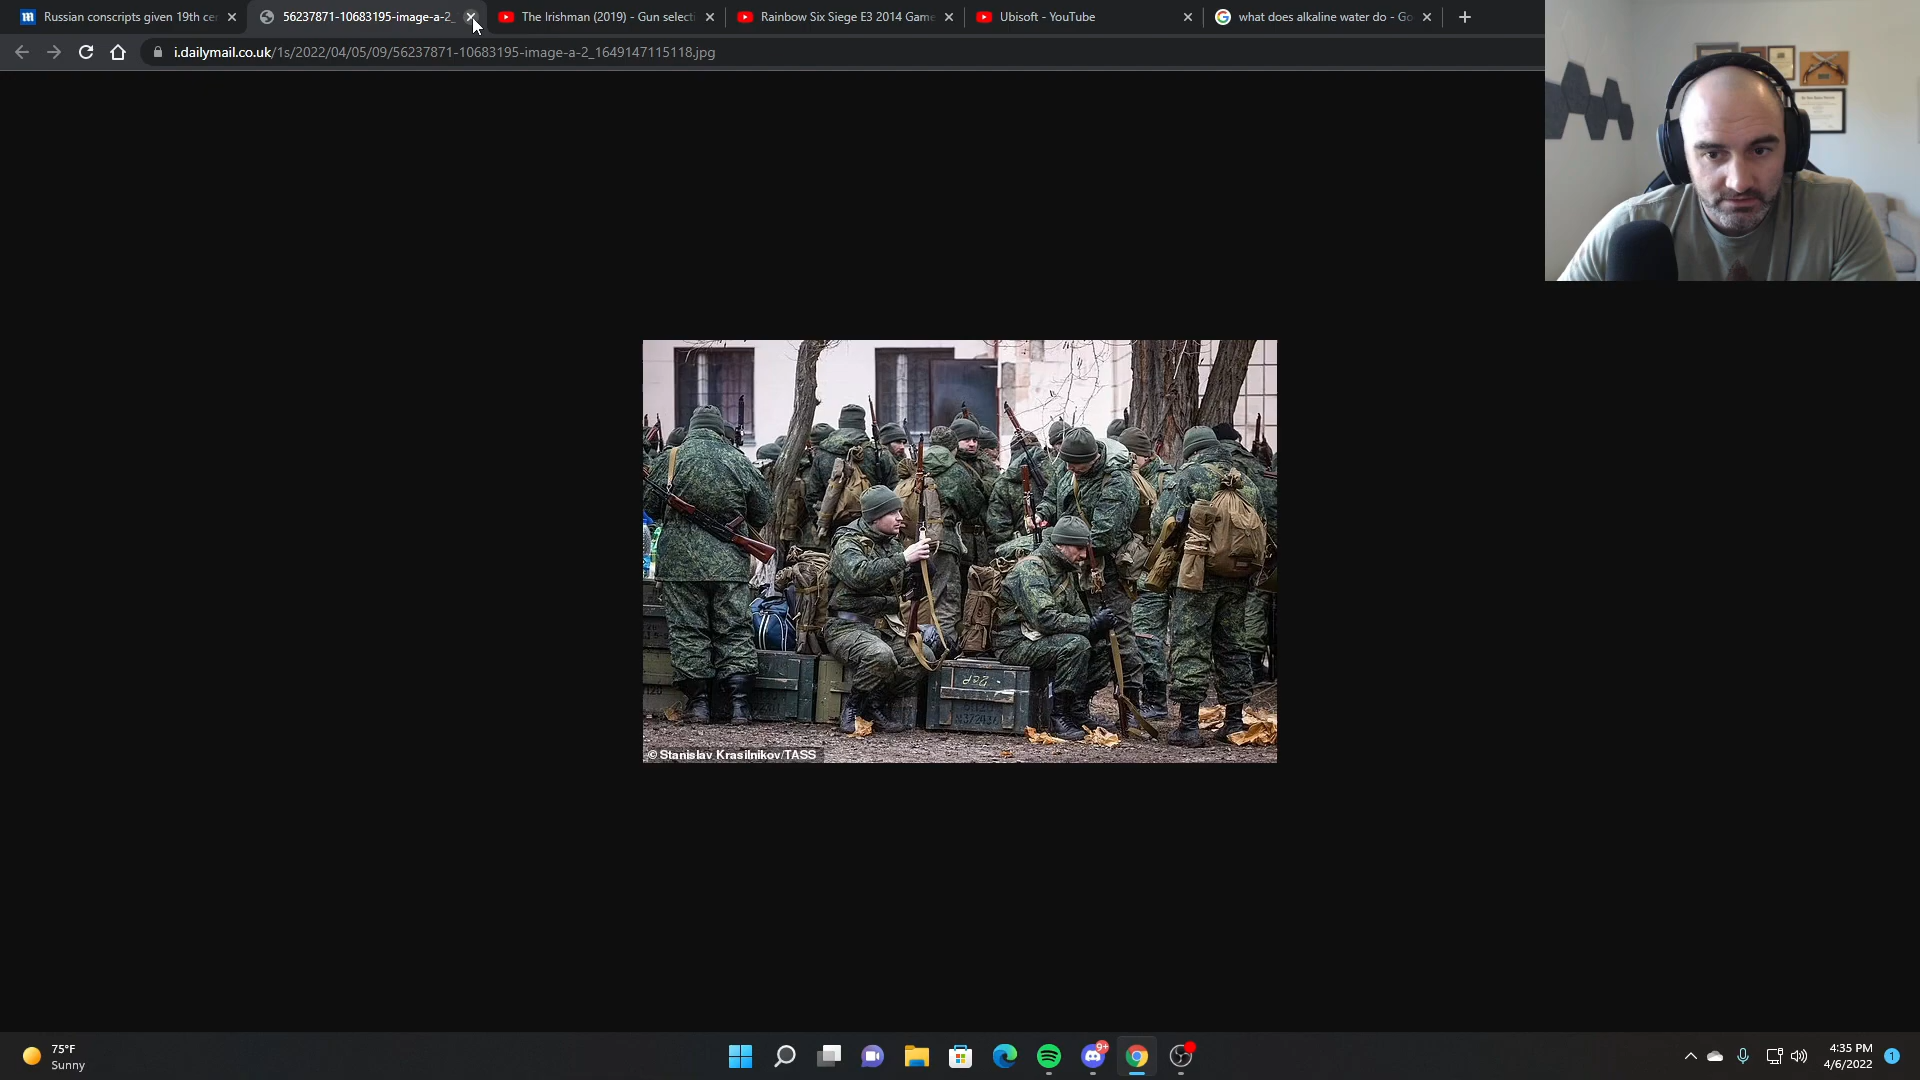 Russian conscripts given 19th ce
56237871-10683195-image-a-2_
The Irishman (2019) - Gun selecti
Rainbow Six Siege E3 2014 Game
Ubisoft - YouTube
what does alkaline water do - Go
i.dailymail.co.uk/1s/2022/04/05/09/56237871-10683195-image-a-2_1649147115118.jpg
© Stanislav Krasilnikov/TASS
75°F
Sunny
9+
4:35 PM
4/6/2022
1